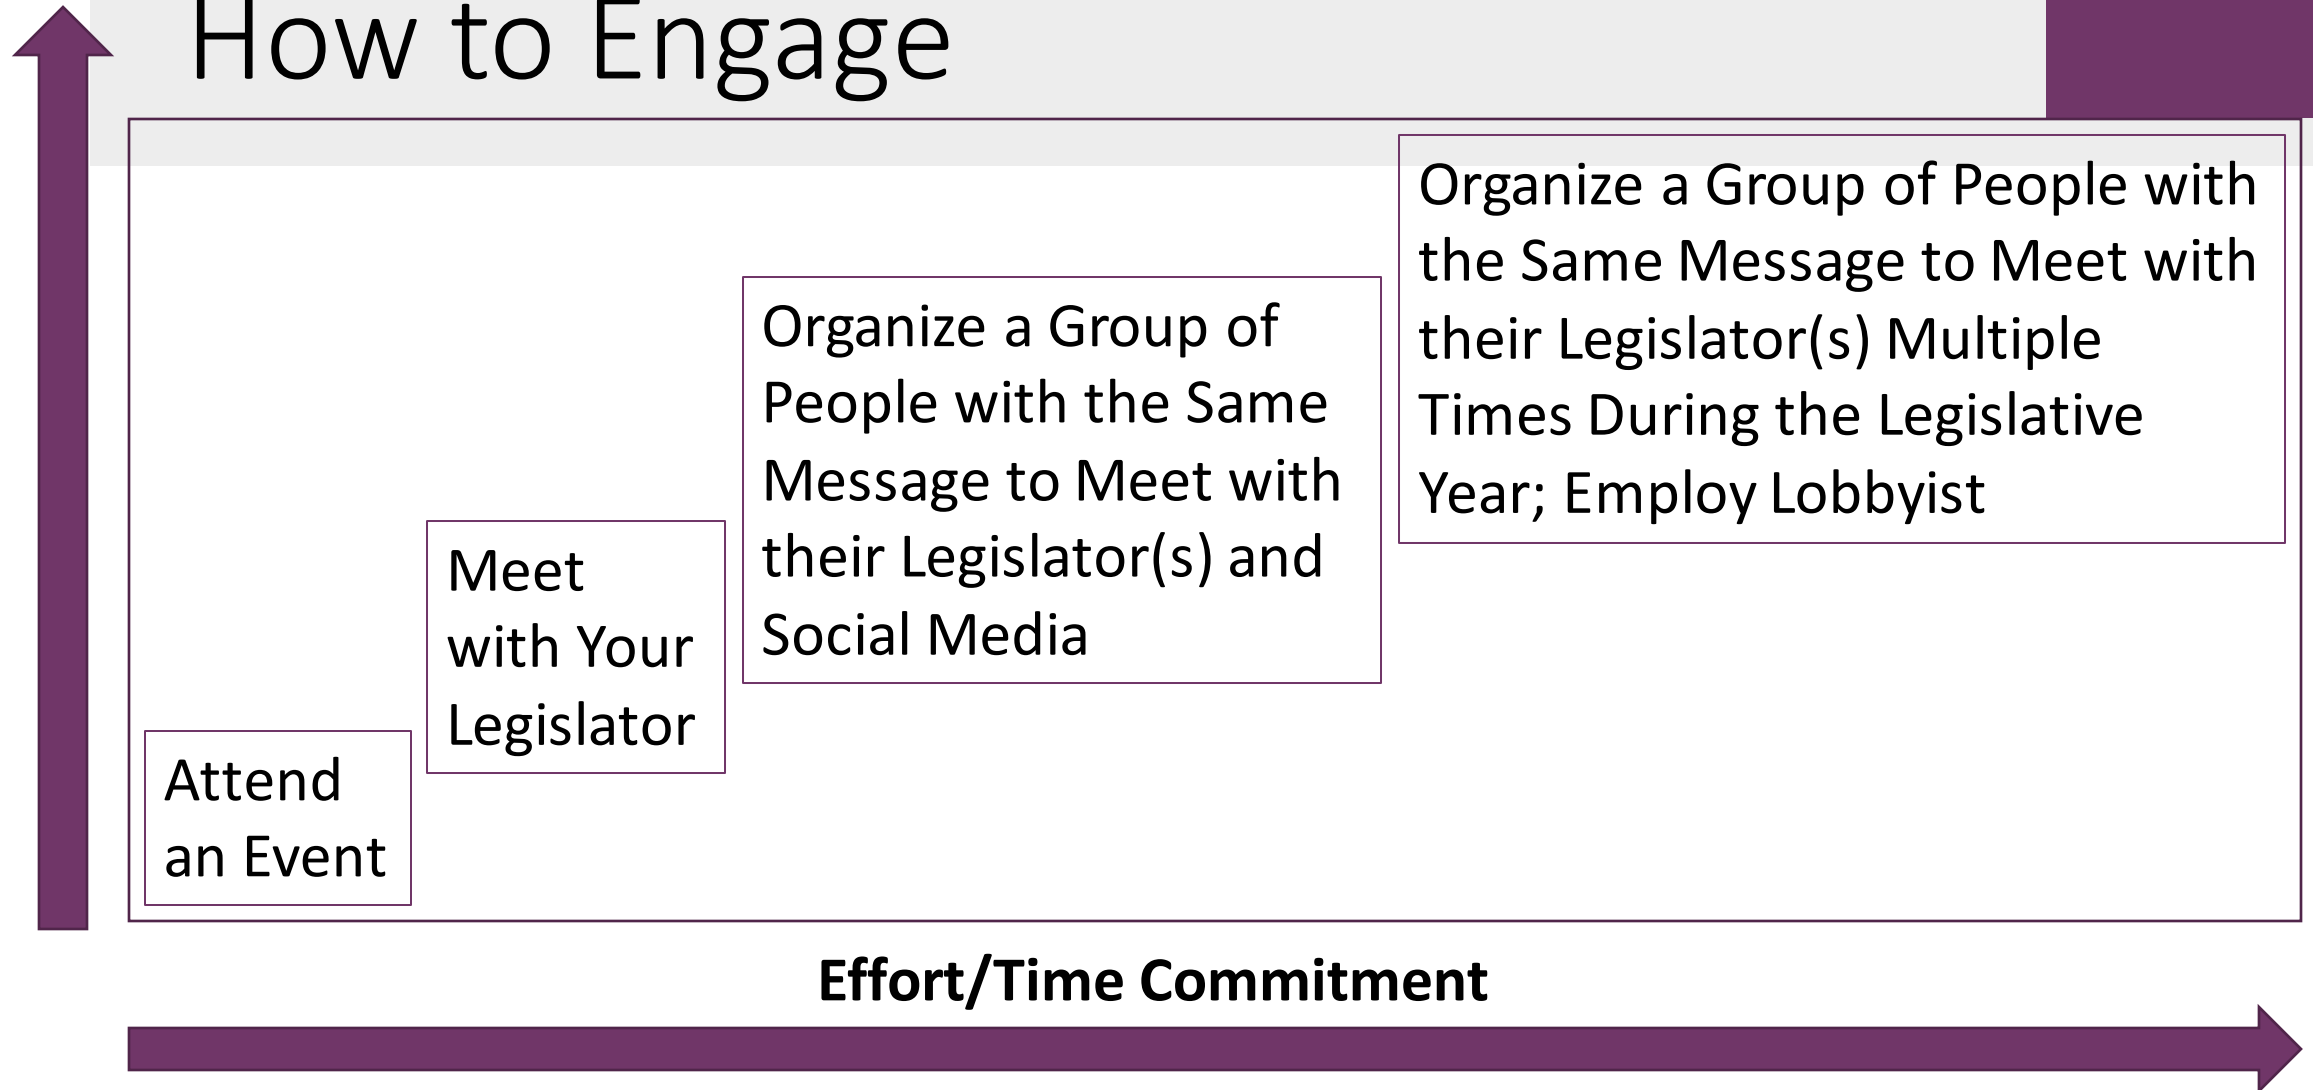 How to Engage
Organize a Group of People with
the Same Message to Meet with
their Legislator(s) Multiple
Times During the Legislative
Year; Employ Lobbyist
Organize a Group of
People with the Same
Message to Meet with
their Legislator(s) and
Social Media
Meet
with Your
Legislator
Attend
an Event
Effort/Time Commitment